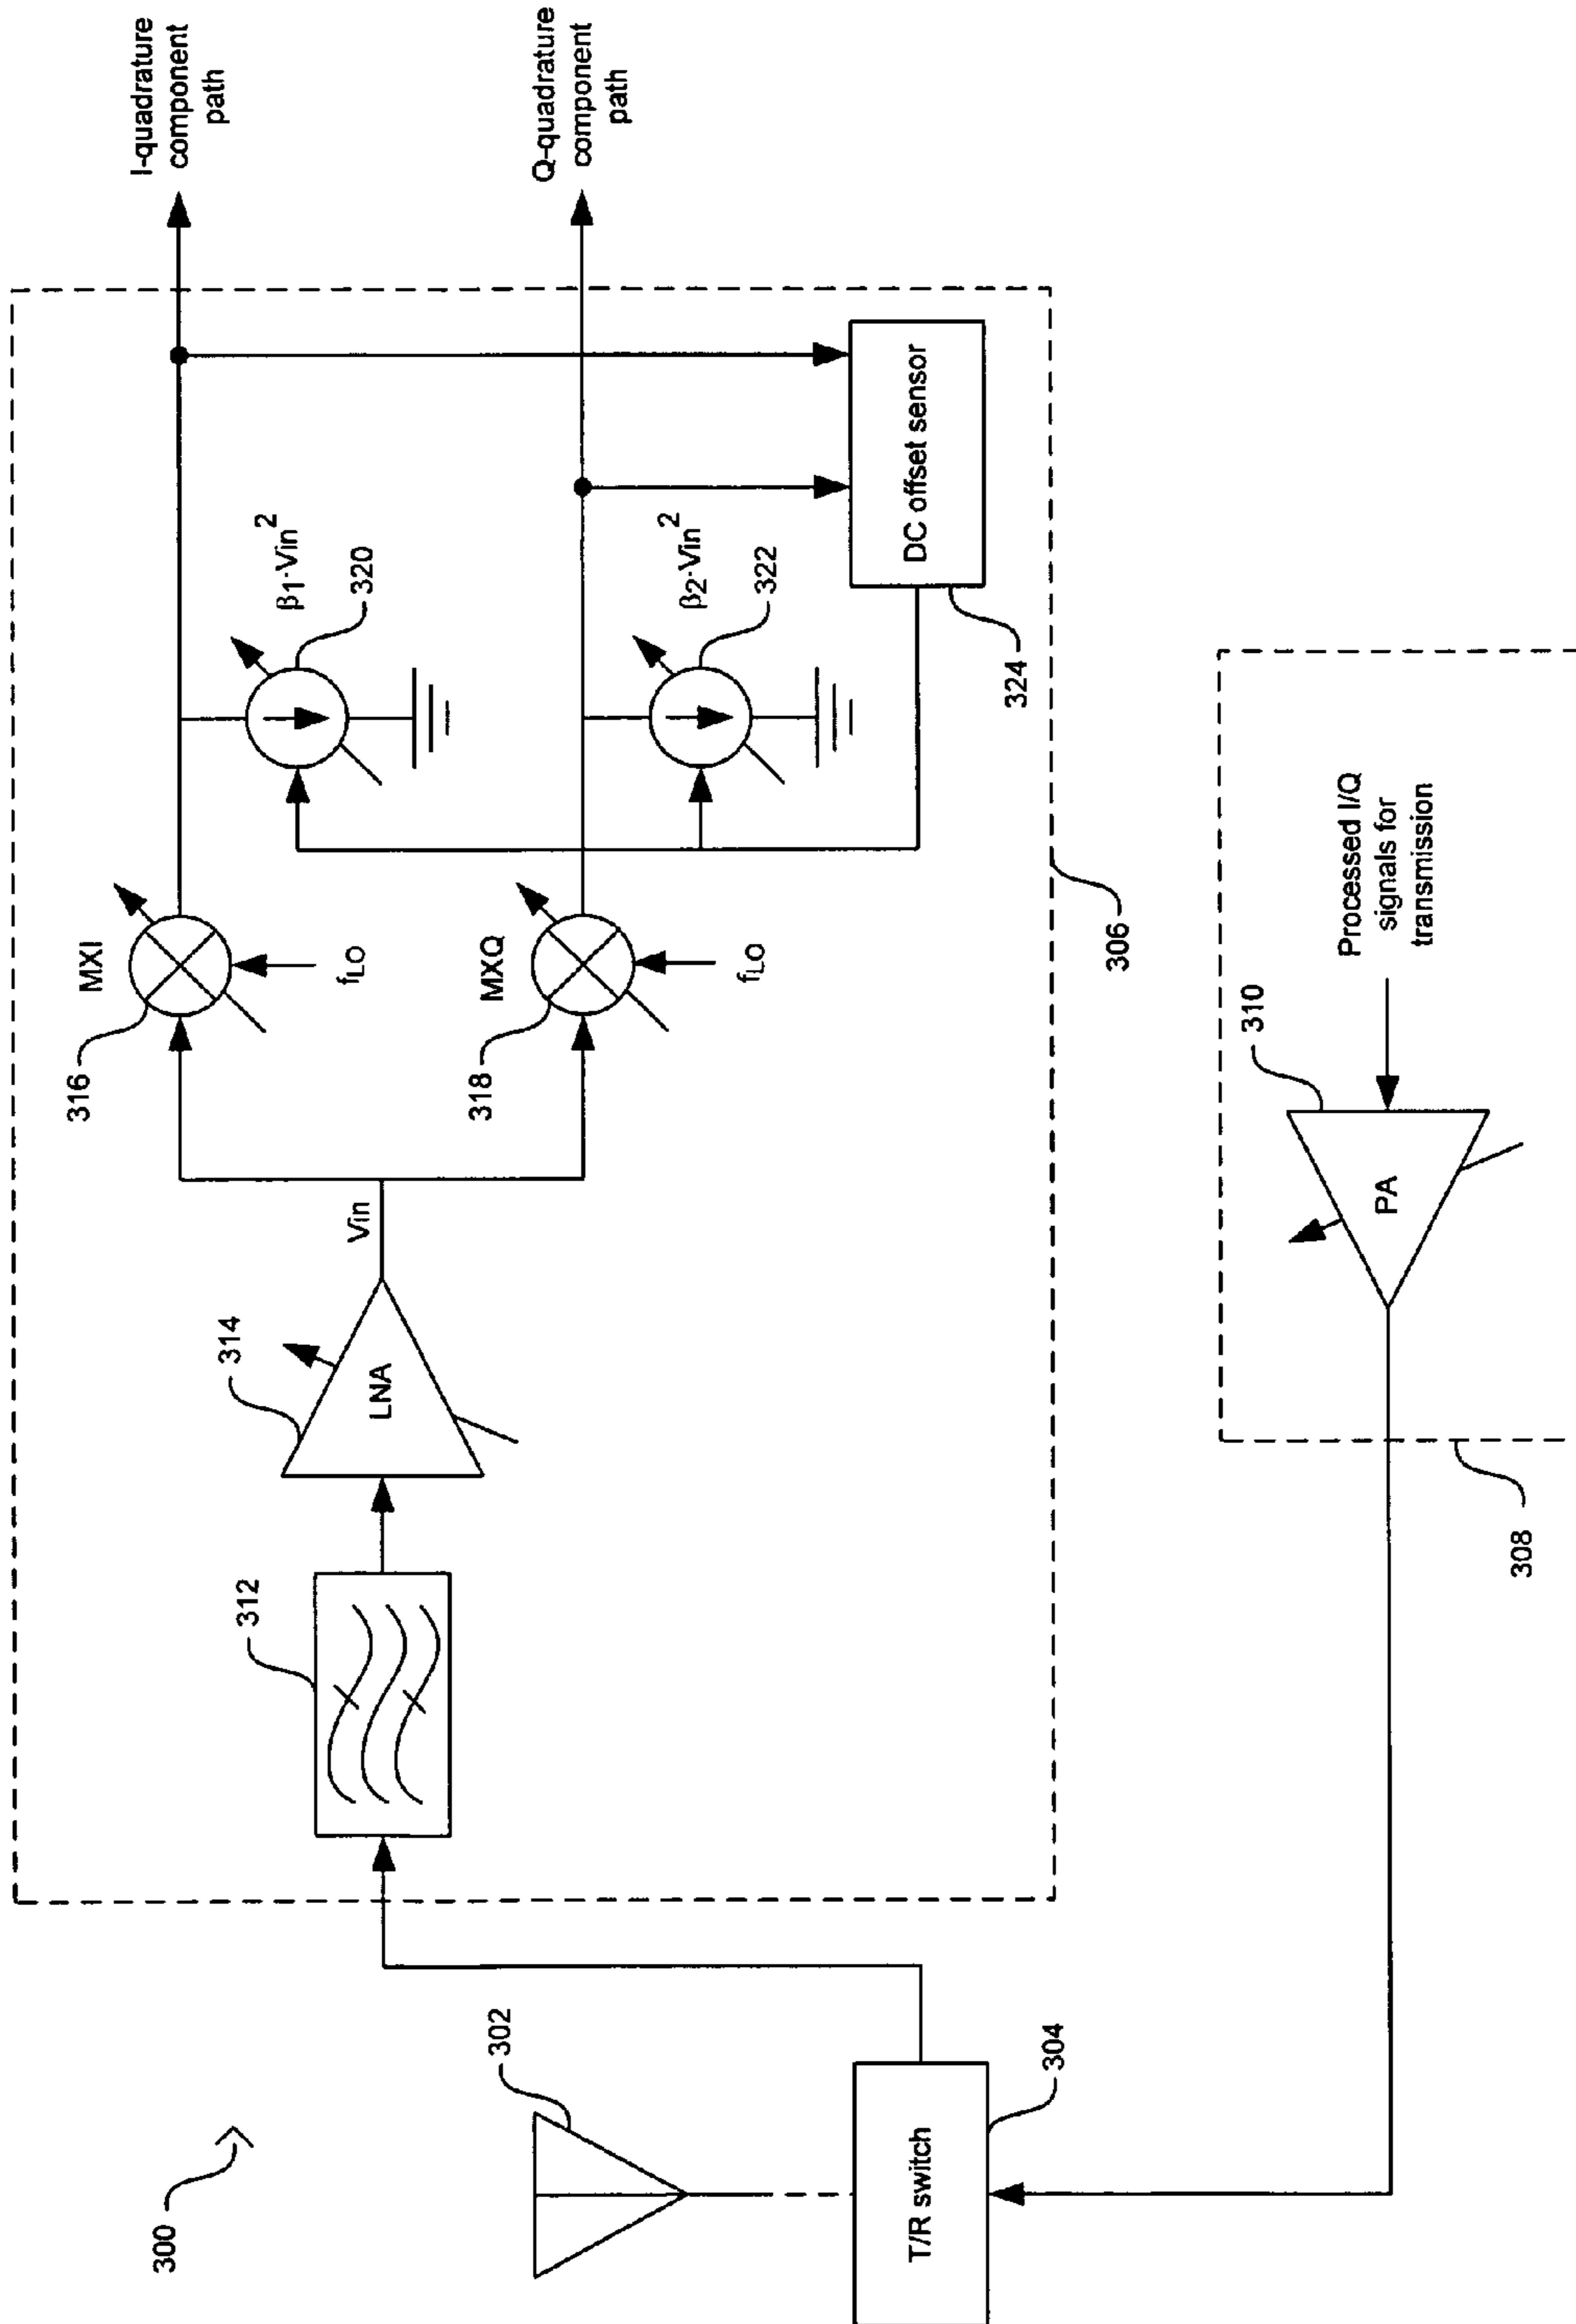 300
302
T/R switch
304
306
312
LNA
314
Vin
MXI
316
fLO
MXQ
318
fLO
β1·Vin²
320
β2·Vin²
322
DC offset sensor
324
I-quadrature
component
path
Q-quadrature
component
path
308
PA
310
Processed I/Q
signals for
transmission